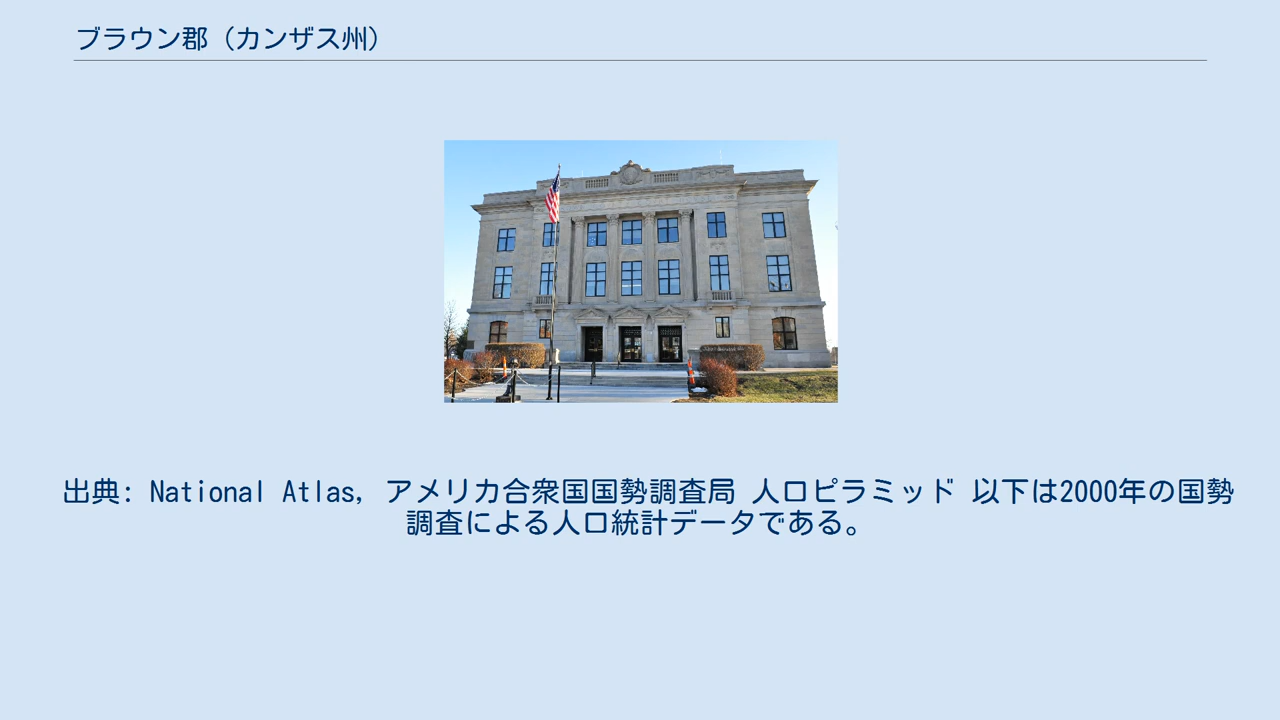 ブラウン郡（カンザス州）
出典: National Atlas, アメリカ合衆国国勢調査局 人口ピラミッド 以下は2000年の国勢
調査による人口統計データである。